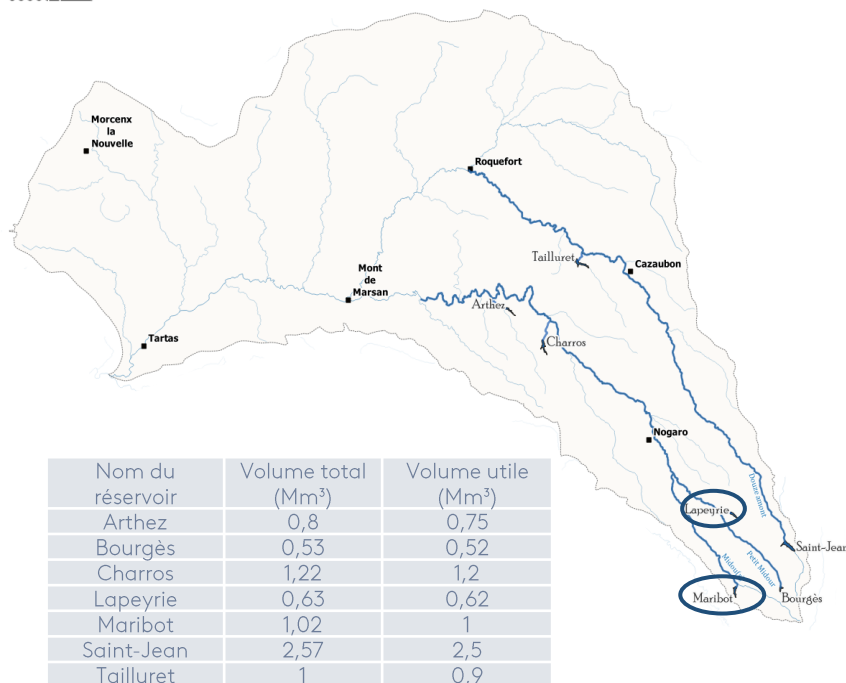 Morcenx
la
Nouvelle
Roquefort
Tailluret
Cazaubon
Mont
de
Marsan
Arthez
Tartas
Charros
Nogaro
Douze amont
Lapeyrie
Saint-Jean
Petit Midour
Maribot
Bourgès
Nom du
réservoir
Volume total
(Mm³)
Volume utile
(Mm³)
Arthez 0,8 0,75
Bourgès 0,53 0,52
Charros 1,22 1,2
Lapeyrie 0,63 0,62
Maribot 1,02 1
Saint-Jean 2,57 2,5
Tailluret 1 0,9